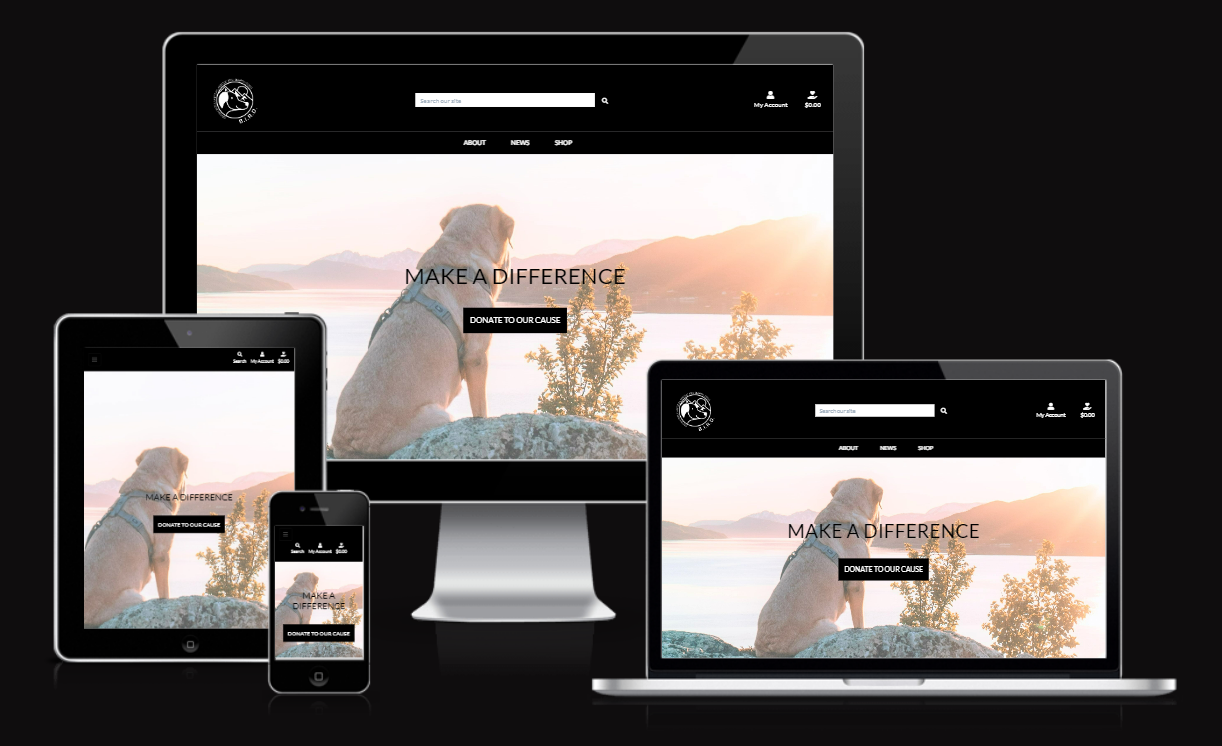 Search our site
My Account
$0.00
B.I.R.D.
ABOUT
NEWS
SHOP
MAKE A DIFFERENCE
DONATE TO OUR CAUSE
Search
My Account
$0.00
MAKE A DIFFERENCE
DONATE TO OUR CAUSE
Search
My Account
$0.00
MAKE A
DIFFERENCE
DONATE TO OUR CAUSE
Search our site
My Account
$0.00
B.I.R.D.
ABOUT
NEWS
SHOP
MAKE A DIFFERENCE
DONATE TO OUR CAUSE